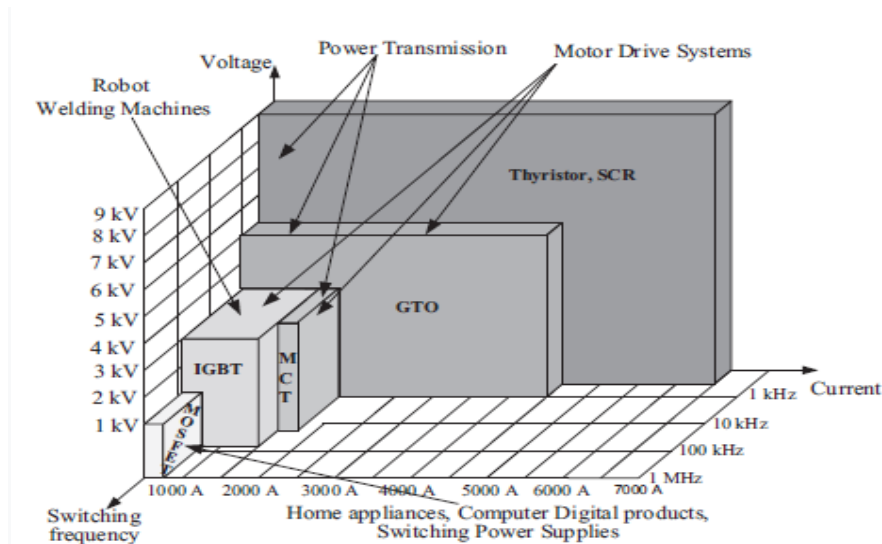 Power Transmission
Motor Drive Systems
Voltage
Robot
Welding Machines
Thyristor, SCR
9 kV
8 kV
7 kV
6 kV
5 kV
4 kV
3 kV
2 kV
1 kV
GTO
IGBT
MCT
MOSFET
Current
1 kHz
10 kHz
100 kHz
1 MHz
1000 A
2000 A
3000 A
4000 A
5000 A
6000 A
7000 A
Switching
frequency
Home appliances, Computer Digital products,
Switching Power Supplies